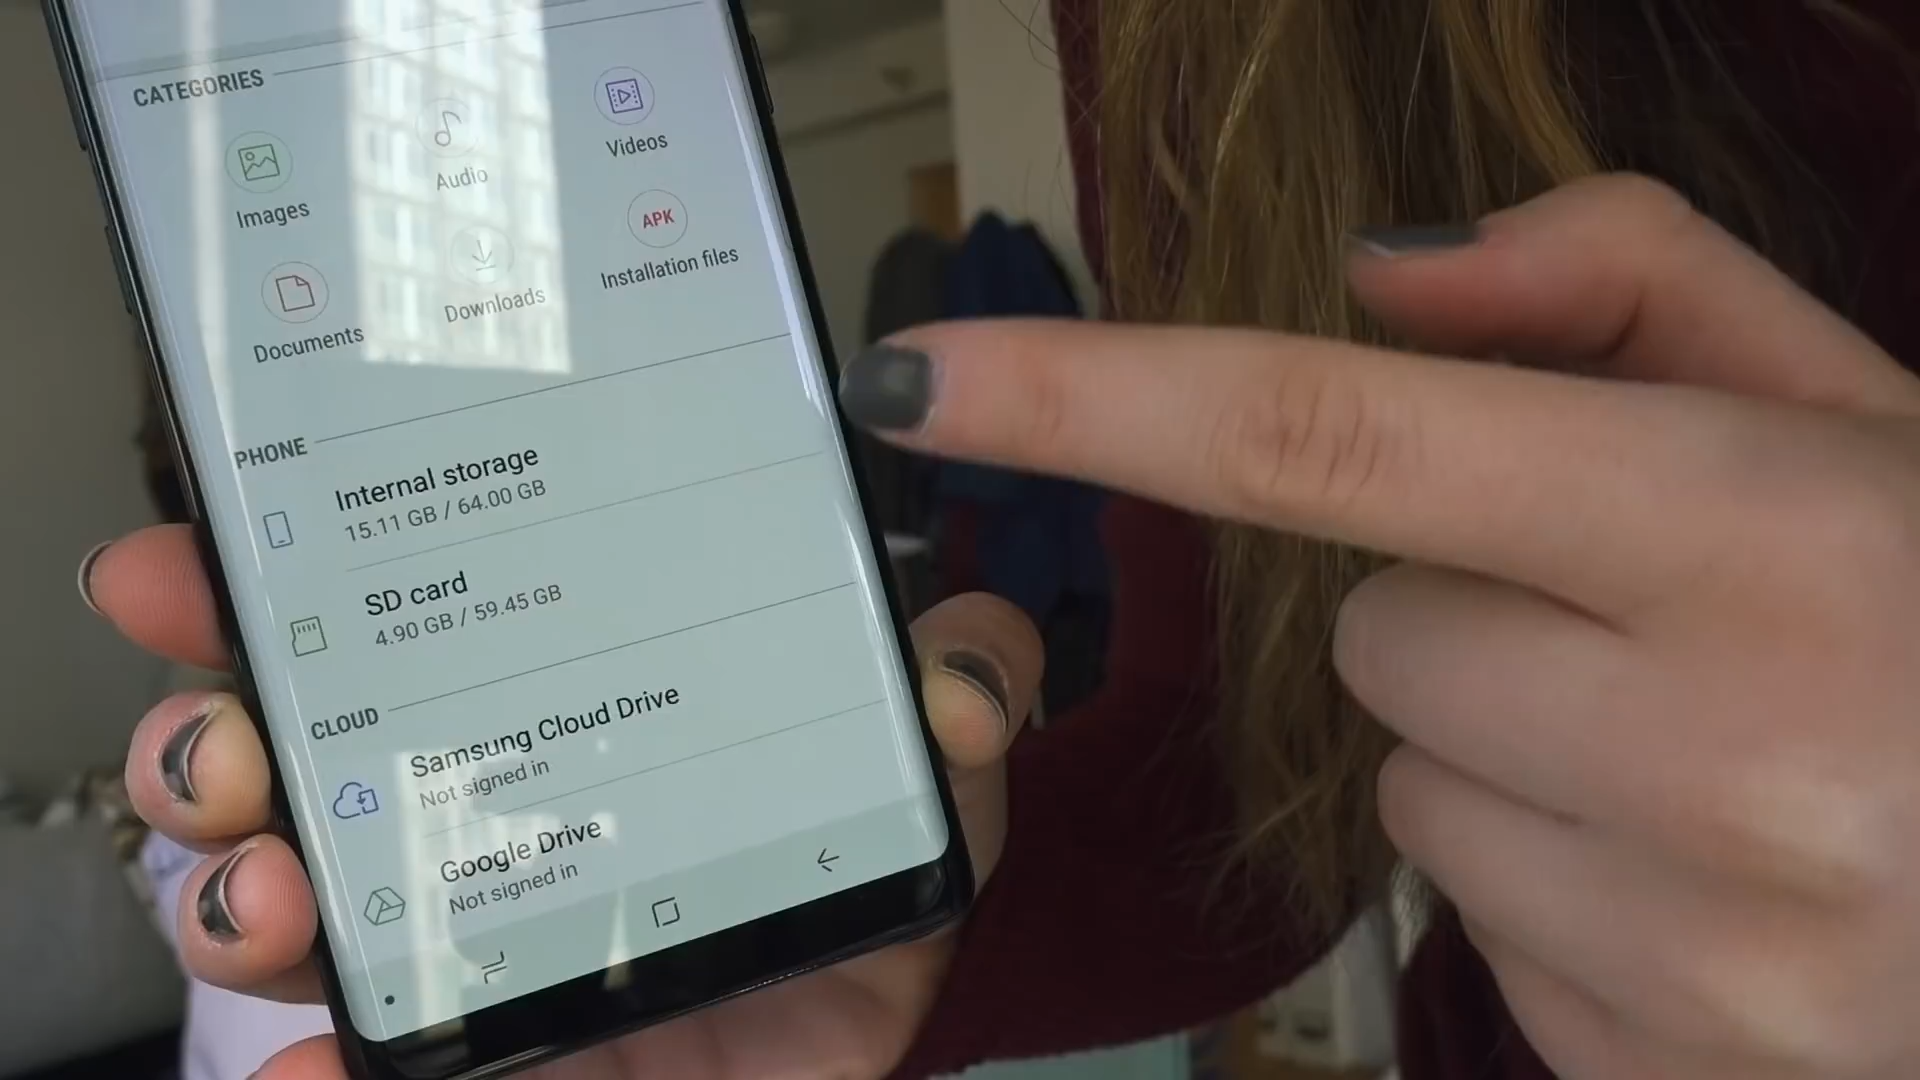 CATEGORIES
Images
Audio
Videos
Documents
Downloads
APK
Installation files
PHONE
Internal storage
15.11 GB / 64.00 GB
SD card
4.90 GB / 59.45 GB
CLOUD
Samsung Cloud Drive
Not signed in
Google Drive
Not signed in